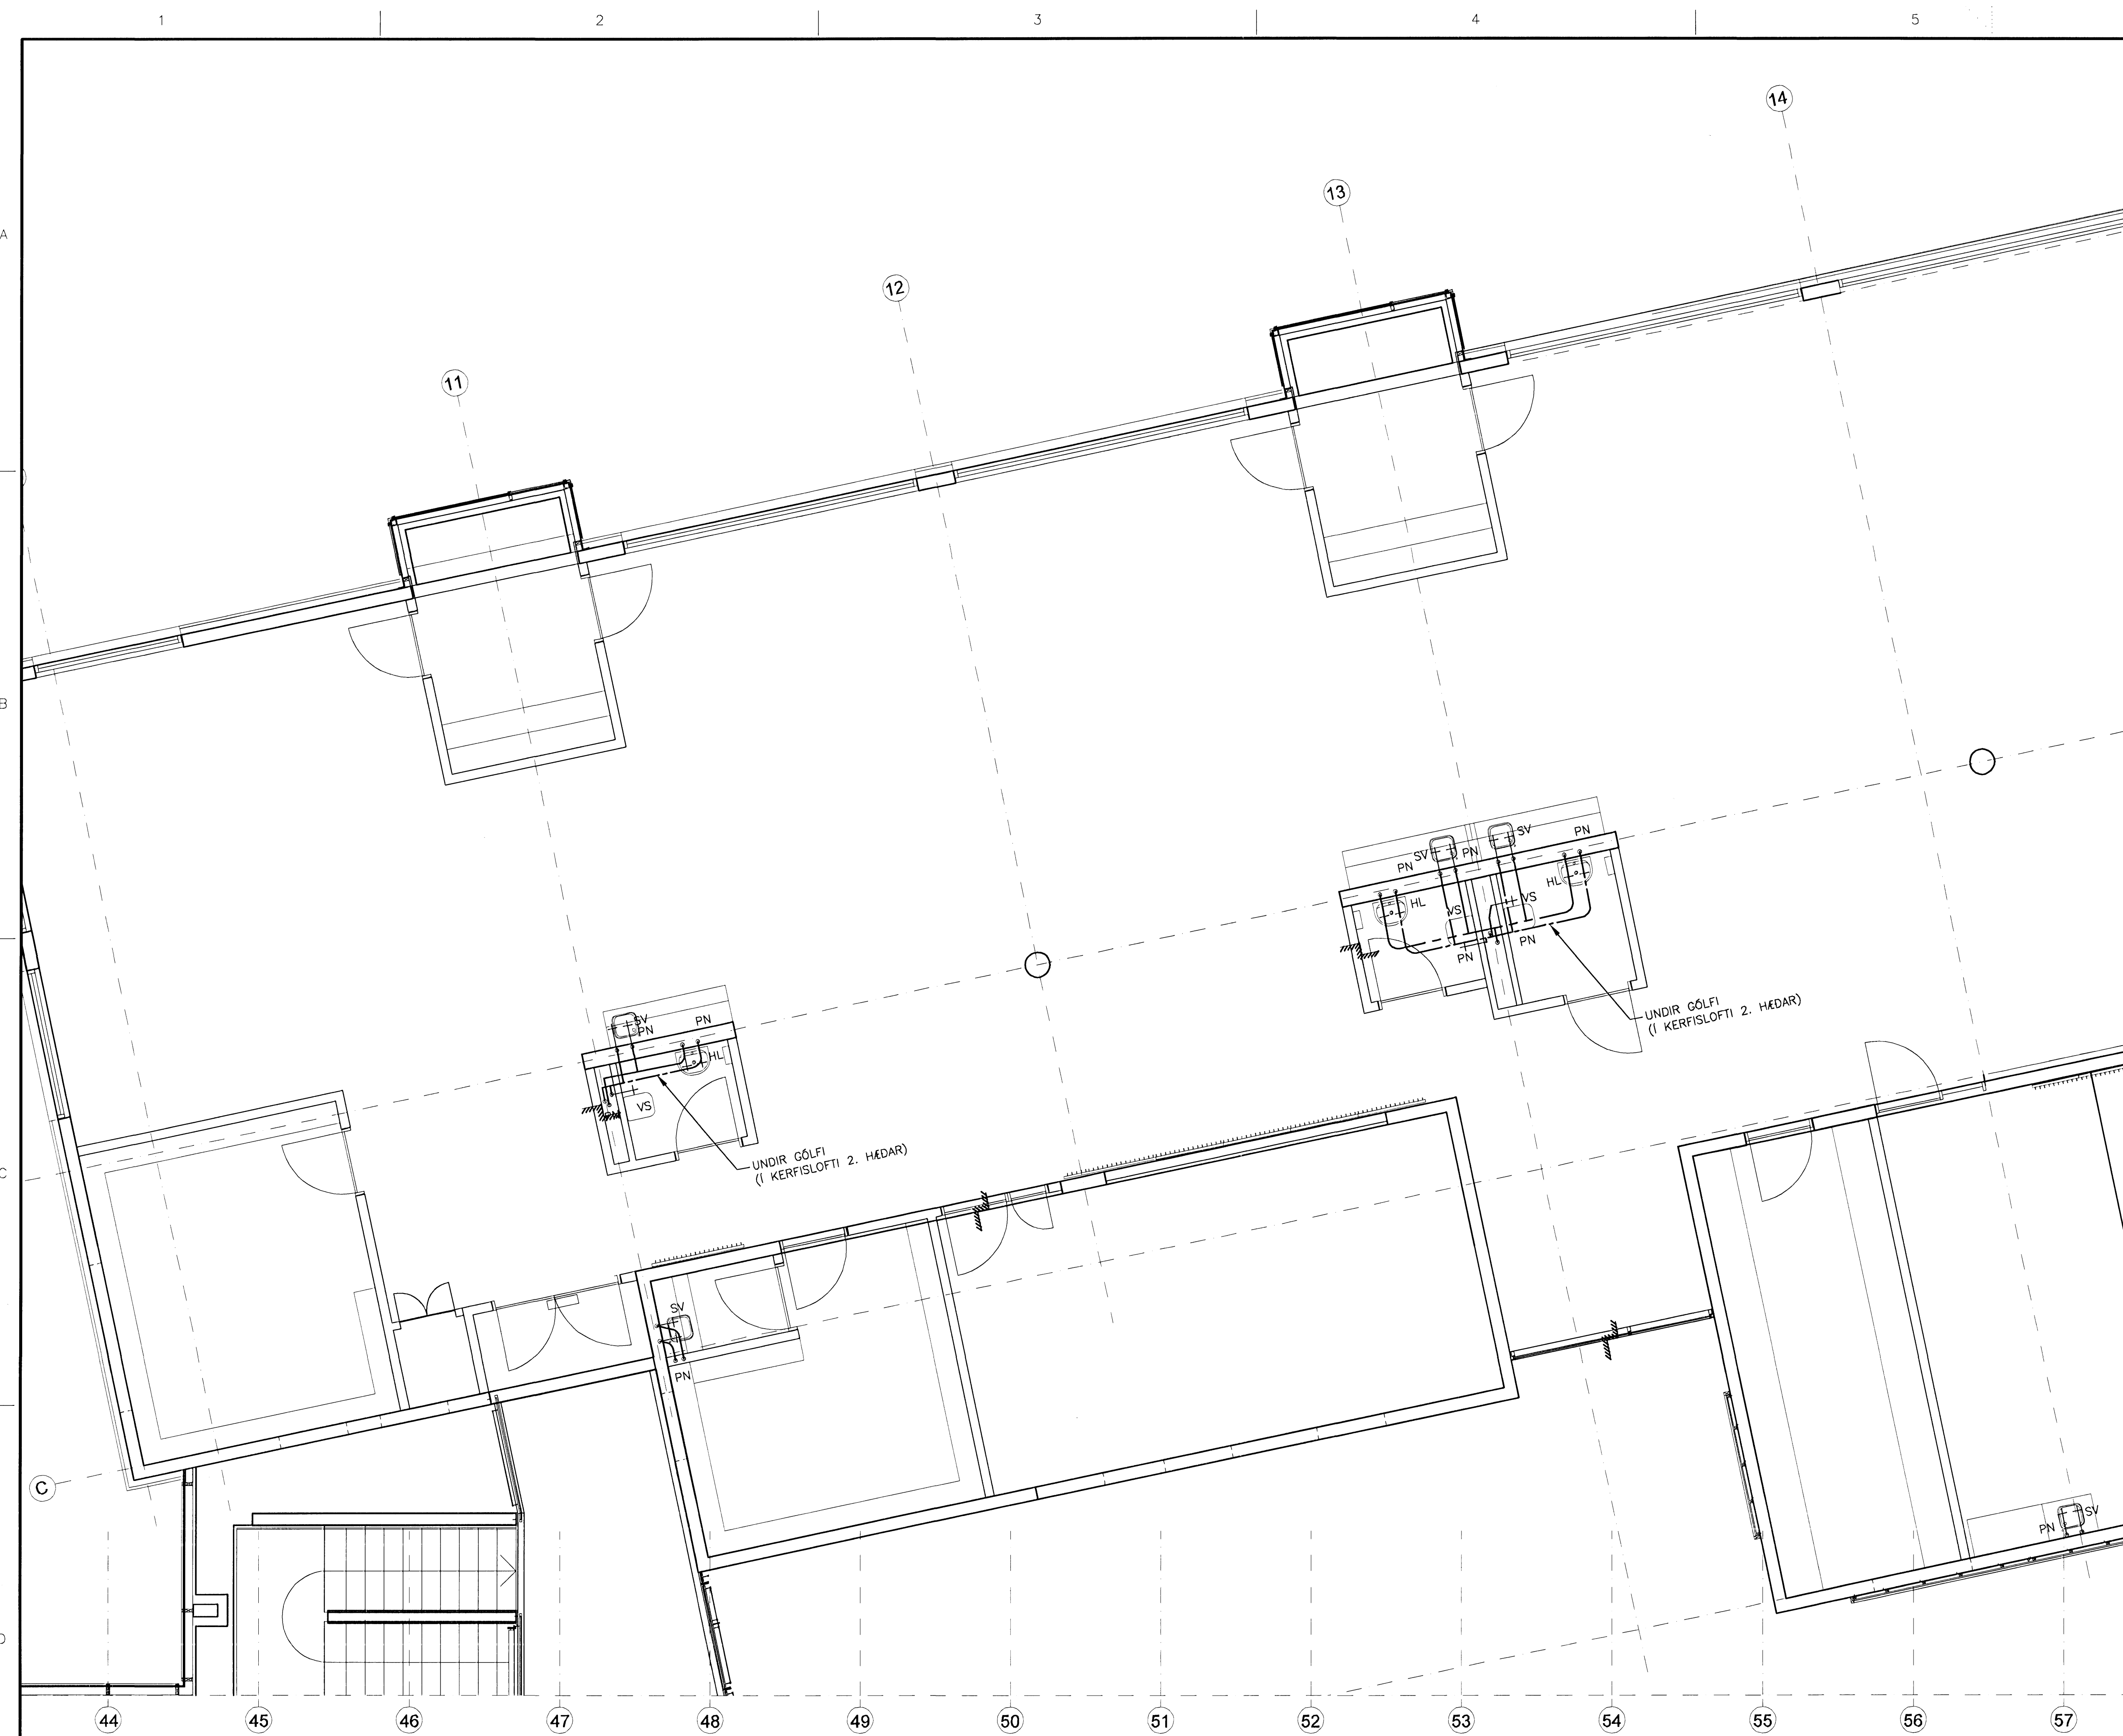 1 2 3 4 5
14
13
A
12
11
B
SV
SV
PN
PN
PN
HL
HL
VS
VS
PN
PN
UNDIR GÓLFI
(Í KERFISLOFTI 2. HÆÐAR)
SV
PN
PN
HL
VS
UNDIR GÓLFI
(Í KERFISLOFTI 2. HÆÐAR)
C
SV
PN
C
PN
SV
D
44 45 46 47 48 49 50 51 52 53 54 55 56 57